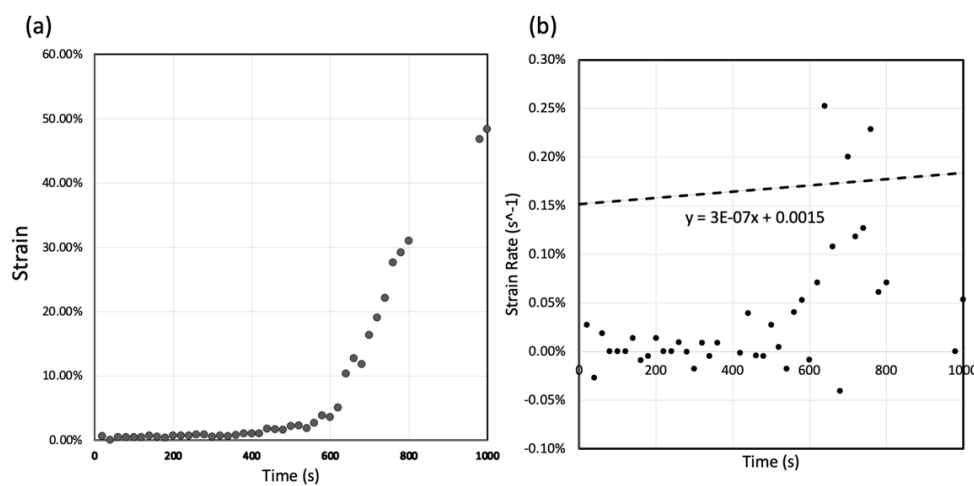 (a)
60.00%
50.00%
40.00%
30.00%
20.00%
10.00%
0.00%
Strain
0 200 400 600 800 1000
Time (s)
(b)
0.30%
0.25%
0.20%
0.15%
0.10%
0.05%
0.00%
-0.05%
-0.10%
Strain Rate (s^-1)
y = 3E-07x + 0.0015
0 200 400 600 800 1000
Time (s)